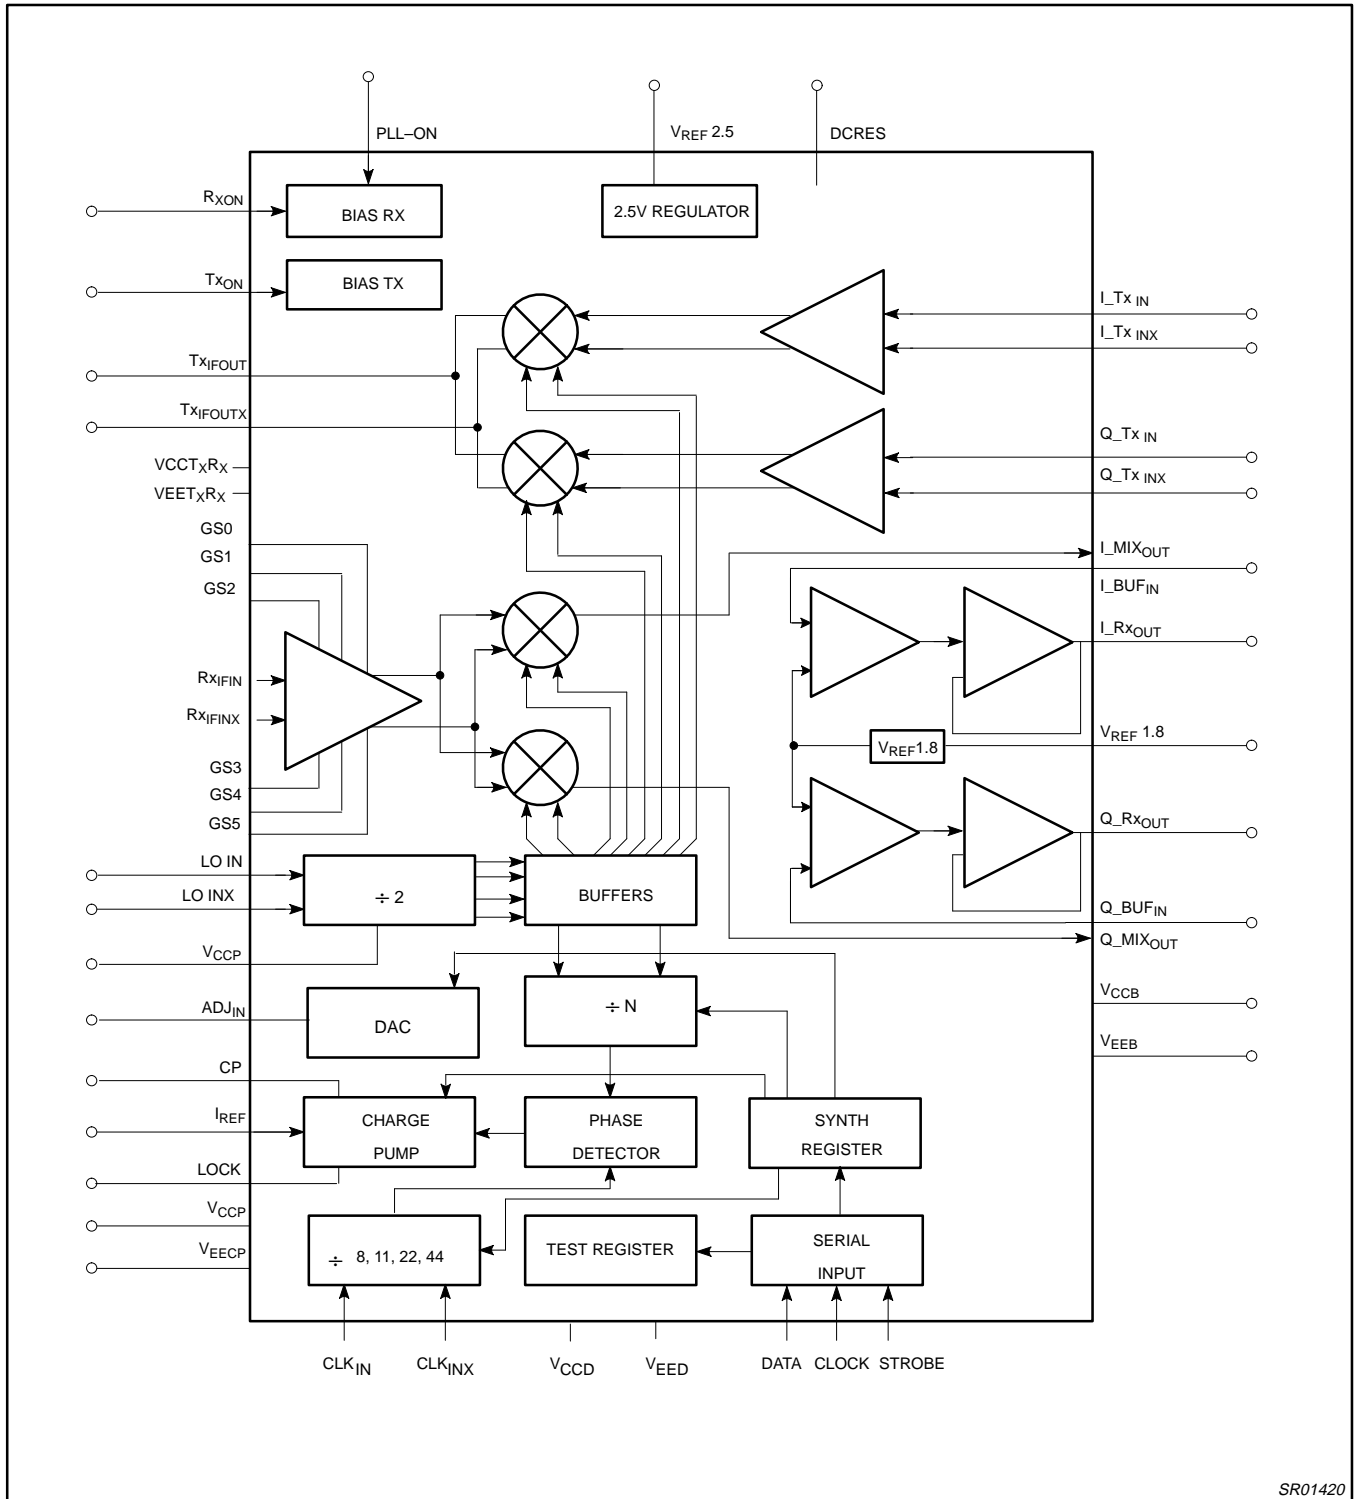 PLL–ON
VREF 2.5
DCRES
RXON
BIAS RX
2.5V REGULATOR
TxON
BIAS TX
I_Tx IN
I_Tx INX
TxIFOUT
TxIFOUTX
Q_Tx IN
VCCTXRX
Q_Tx INX
VEETXRX
GS0
GS1
I_MIXOUT
GS2
I_BUFIN
I_RxOUT
RxIFIN
RxIFINX
VREF1.8
VREF 1.8
GS3
GS4
GS5
Q_RxOUT
LO IN
LO INX
÷ 2
BUFFERS
Q_BUFIN
Q_MIXOUT
VCCP
VCCB
ADJIN
DAC
÷ N
VEEB
CP
IREF
CHARGE
PUMP
PHASE
DETECTOR
SYNTH
REGISTER
LOCK
VCCP
VEECP
÷ 8, 11, 22, 44
TEST REGISTER
SERIAL
INPUT
CLKIN
CLKINX
VCCD
VEED
DATA
CLOCK
STROBE
SR01420